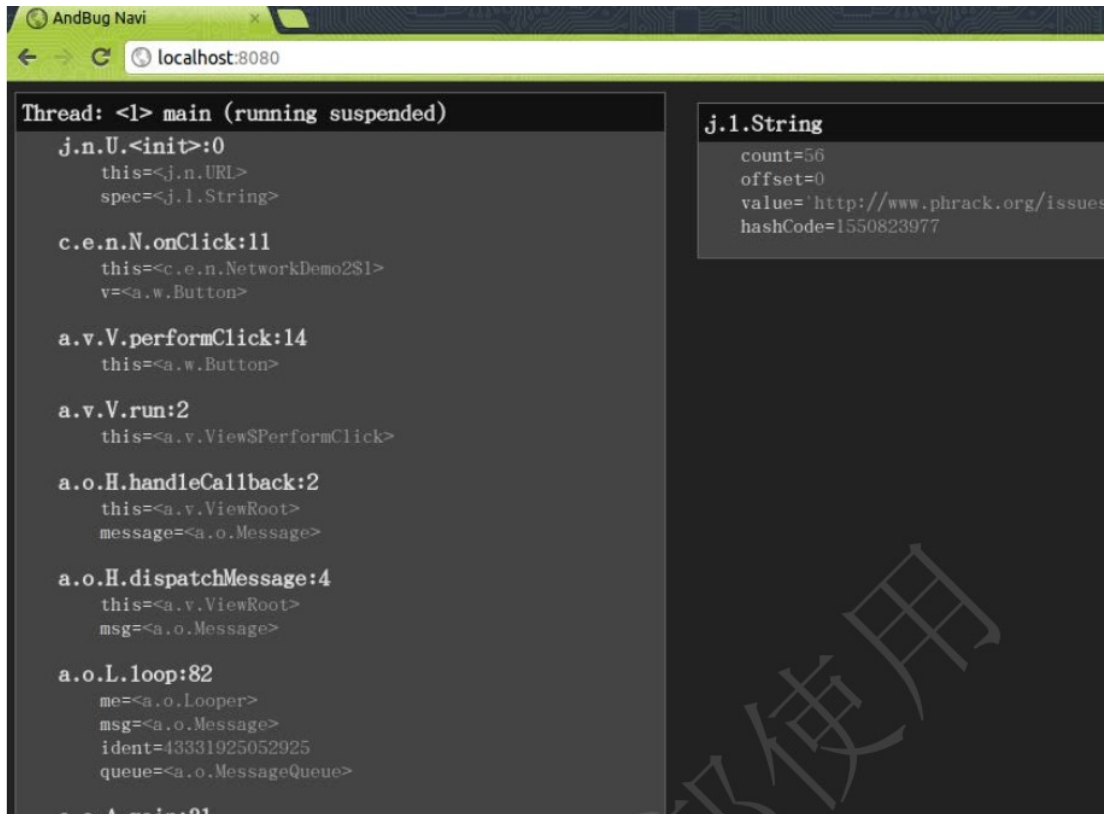 AndBug Navi
localhost:8080
Thread: <1> main (running suspended)
j.n.U.<init>:0
this=<j.n.URL>
spec=<j.l.String>
c.e.n.N.onClick:11
this=<c.e.n.NetworkDemo2$1>
v=<a.w.Button>
a.v.V.performClick:14
this=<a.w.Button>
a.v.V.run:2
this=<a.v.View$PerformClick>
a.o.H.handleCallback:2
this=<a.v.ViewRoot>
message=<a.o.Message>
a.o.H.dispatchMessage:4
this=<a.v.ViewRoot>
msg=<a.o.Message>
a.o.L.loop:82
me=<a.o.Looper>
msg=<a.o.Message>
ident=43331925052925
queue=<a.o.MessageQueue>
j.l.String
count=56
offset=0
value='http://www.phrack.org/issues
hashCode=1550823977
使用